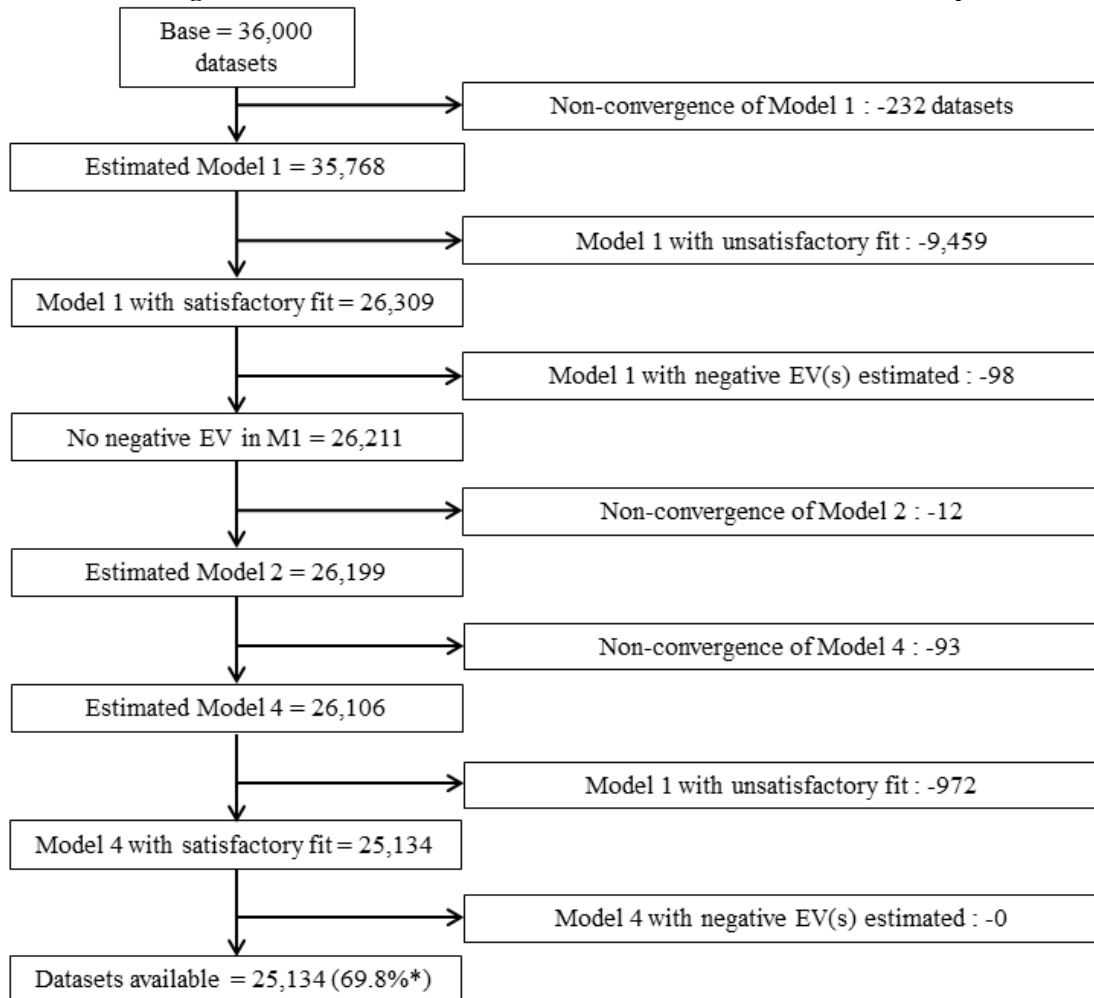 Base = 36,000
datasets
Non-convergence of Model 1 : -232 datasets
Estimated Model 1 = 35,768
Model 1 with unsatisfactory fit : -9,459
Model 1 with satisfactory fit = 26,309
Model 1 with negative EV(s) estimated : -98
No negative EV in M1 = 26,211
Non-convergence of Model 2 : -12
Estimated Model 2 = 26,199
Non-convergence of Model 4 : -93
Estimated Model 4 = 26,106
Model 1 with unsatisfactory fit : -972
Model 4 with satisfactory fit = 25,134
Model 4 with negative EV(s) estimated : -0
Datasets available = 25,134 (69.8%*)